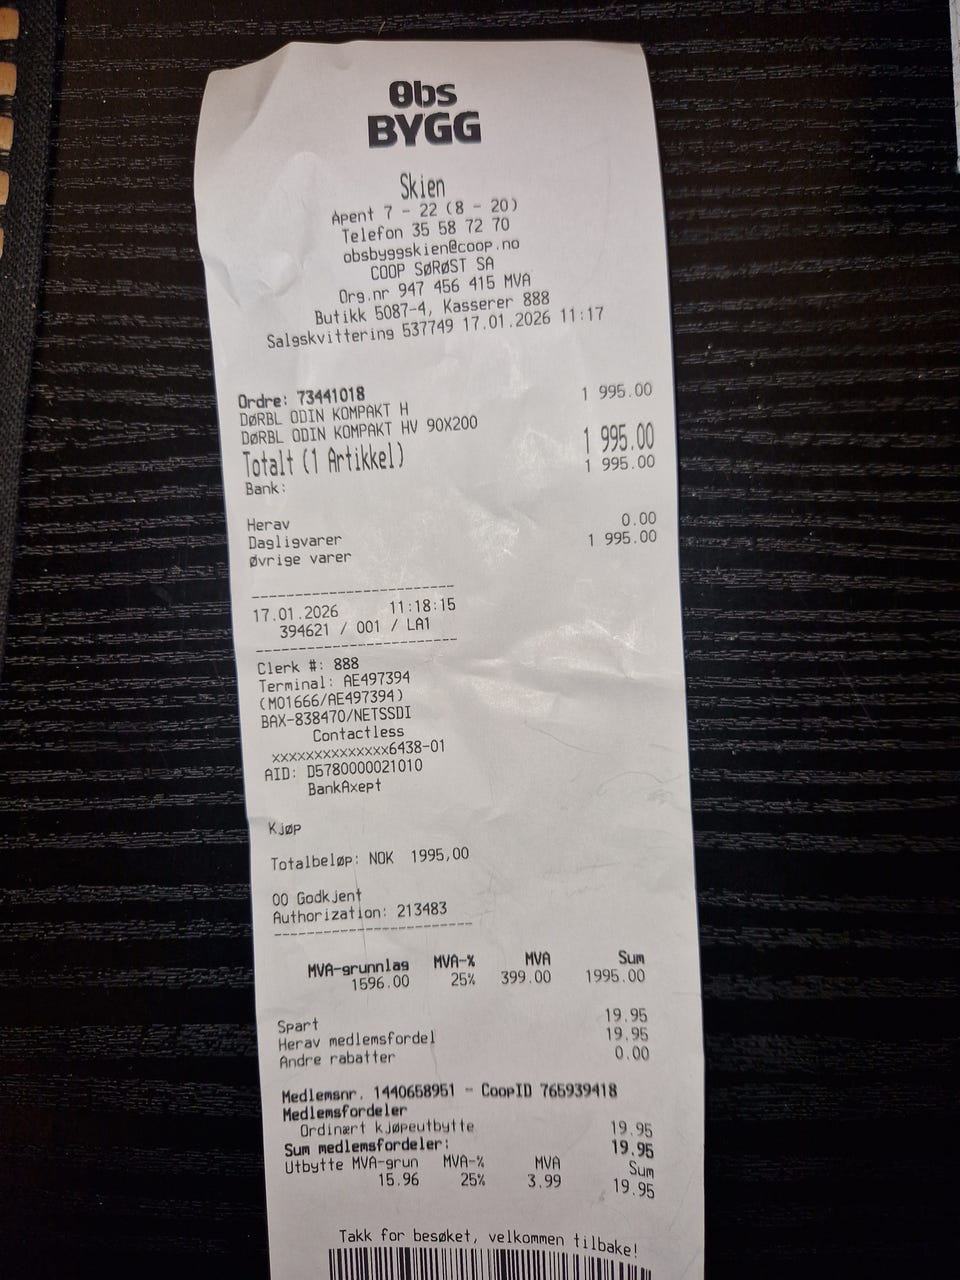 Obs
BYGG
Skien
Åpent 7 - 22 (8 - 20)
Telefon 35 58 72 70
obsbyggskien@coop.no
COOP SØRØST SA
Org.nr 947 456 415 MVA
Butikk 5087-4, Kasserer 888
Salgskvittering 537749 17.01.2026 11:17
Ordre: 73441018
DØRBL ODIN KOMPAKT H 1 995.00
DØRBL ODIN KOMPAKT HV 90X200
Totalt (1 Artikkel) 1 995.00
Bank: 1 995.00
Herav
Dagligvarer 0.00
Øvrige varer 1 995.00
------------------------
17.01.2026 11:18:15
394621 / 001 / LA1
------------------------
Clerk #: 888
Terminal: AE497394
(M01666/AE497394)
BAX-838470/NETSSDI
Contactless
xxxxxxxxxxxxxx6438-01
AID: D5780000021010
BankAxept
Kjøp
Totalbeløp: NOK 1995,00
00 Godkjent
Authorization: 213483
------------------------
MVA-grunnlag MVA-% MVA Sum
1596.00 25% 399.00 1995.00
Spart 19.95
Herav medlemsfordel 19.95
Andre rabatter 0.00
Medlemsnr. 1440658951 - CoopID 765939418
Medlemsfordeler
Ordinært kjøpeutbytte 19.95
Sum medlemsfordeler: 19.95
Utbytte MVA-grun MVA-% MVA Sum
15.96 25% 3.99 19.95
Takk for besøket, velkommen tilbake!